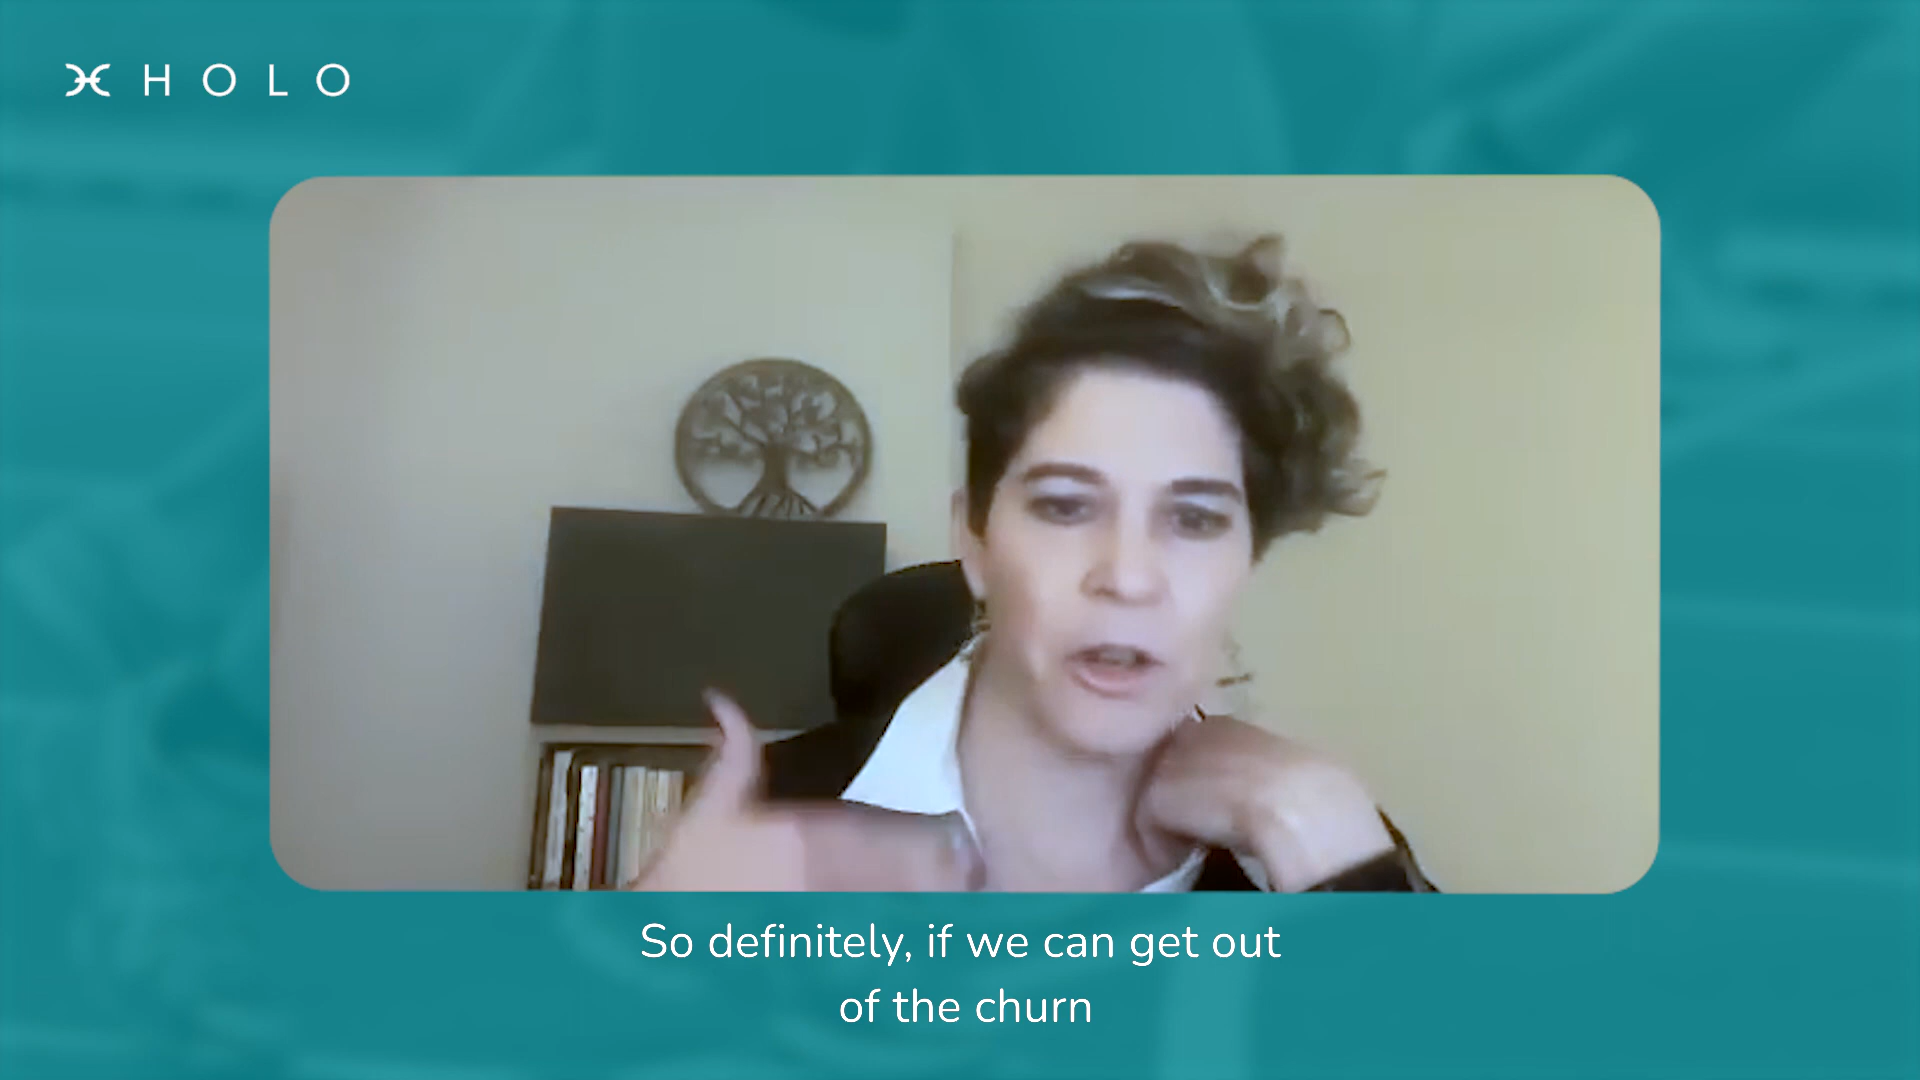 HOLO
So definitely, if we can get out
of the churn